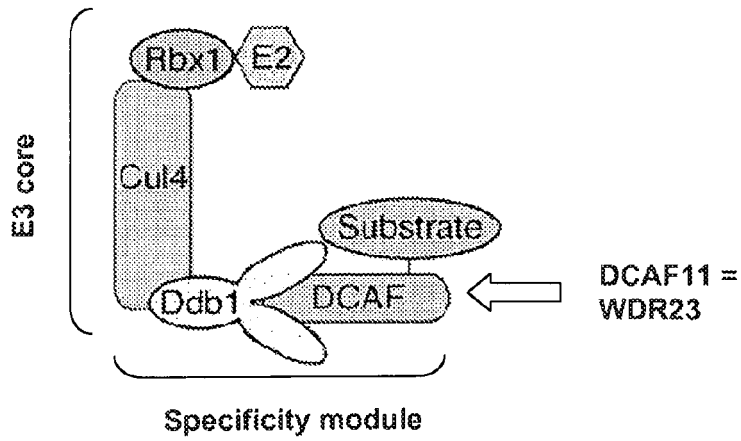 Rbx1
E2
E3 core
Cul4
Substrate
Ddb1
DCAF
DCAF11 =
WDR23
Specificity module